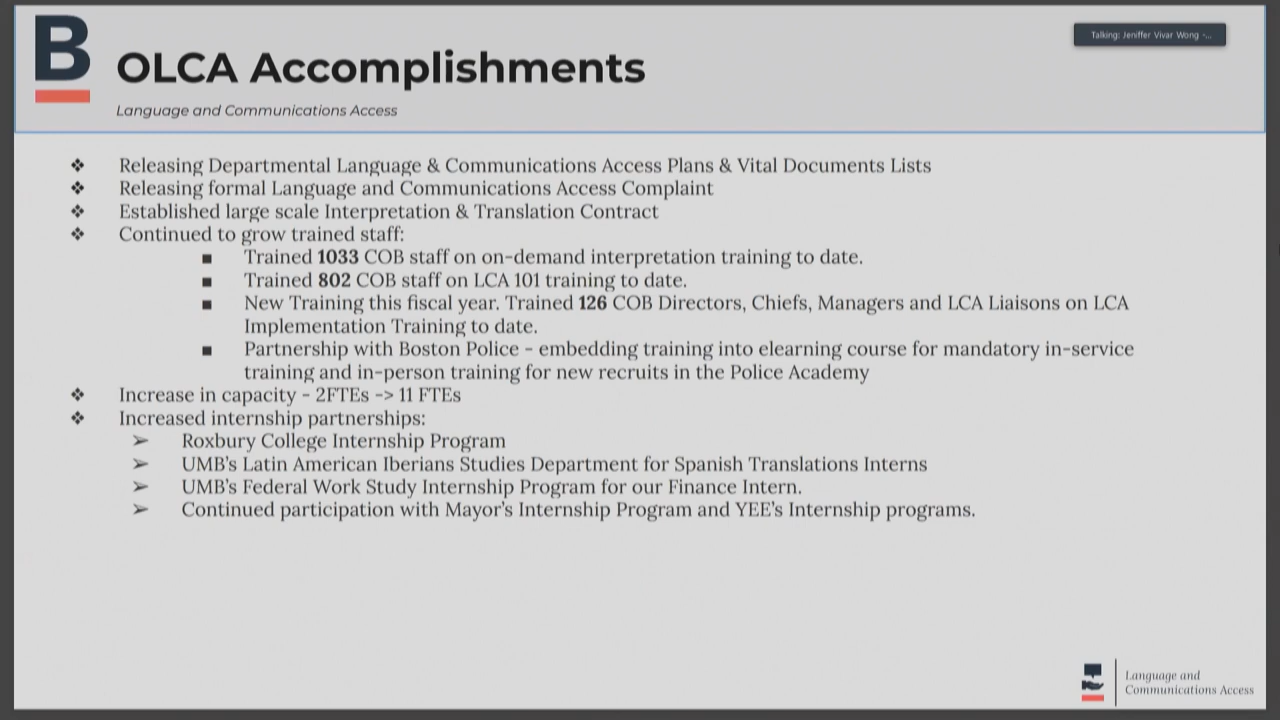 B
OLCA Accomplishments
Talking: Jeniffer Vivar Wong -...
Language and Communications Access
❖ Releasing Departmental Language & Communications Access Plans & Vital Documents Lists
❖ Releasing formal Language and Communications Access Complaint
❖ Established large scale Interpretation & Translation Contract
❖ Continued to grow trained staff:
■ Trained 1033 COB staff on on-demand interpretation training to date.
■ Trained 802 COB staff on LCA 101 training to date.
■ New Training this fiscal year. Trained 126 COB Directors, Chiefs, Managers and LCA Liaisons on LCA
Implementation Training to date.
■ Partnership with Boston Police – embedding training into elearning course for mandatory in-service
training and in-person training for new recruits in the Police Academy
❖ Increase in capacity - 2FTEs -> 11 FTEs
❖ Increased internship partnerships:
➢ Roxbury College Internship Program
➢ UMB's Latin American Iberians Studies Department for Spanish Translations Interns
➢ UMB's Federal Work Study Internship Program for our Finance Intern.
➢ Continued participation with Mayor's Internship Program and YEE's Internship programs.
Language and
Communications Access